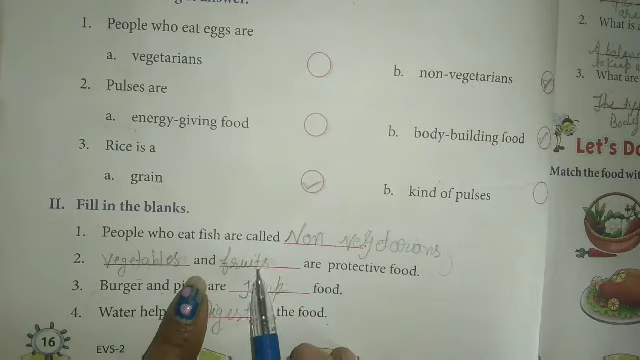 answer.
1. People who eat eggs are
a. vegetarians
b. non-vegetarians
2. Pulses are
a. energy-giving food
b. body-building food
3. Rice is a
a. grain
b. kind of pulses
II. Fill in the blanks.
1. People who eat fish are called Non vegetarians
2. Vegetables and fruits are protective food.
3. Burger and are food.
4. Water the food.
16
EVS-2
2.
What is a
3.
What are
Body
Let's Do
Match the food wit